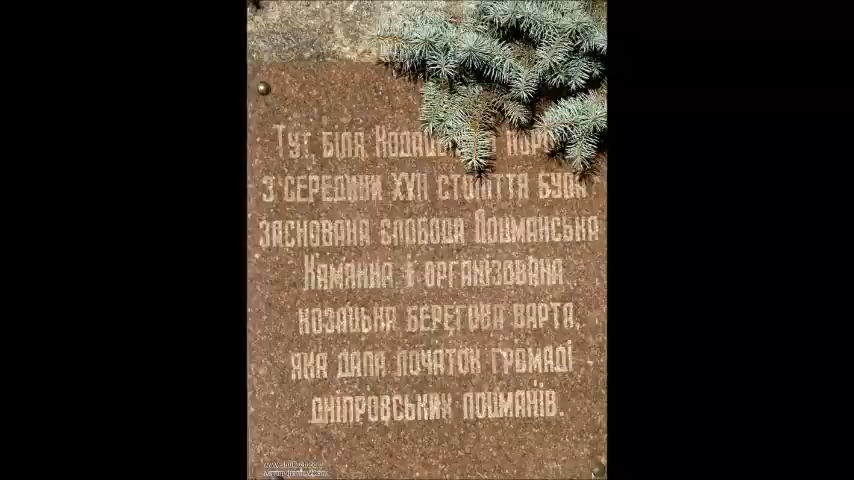 Тут, біля
з середини XVII століття була
заснована слобода Лоцманська
Кам'янка і організована
козацька берегова варта,
яка дала початок громаді
дніпровських лоцманів.